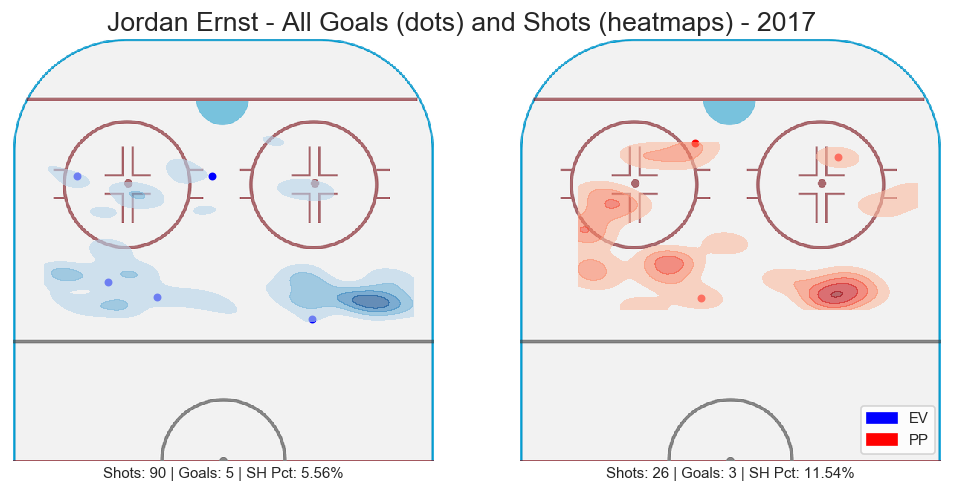 Jordan Ernst - All Goals (dots) and Shots (heatmaps) - 2017
EV
PP
Shots: 90 | Goals: 5 | SH Pct: 5.56%
Shots: 26 | Goals: 3 | SH Pct: 11.54%